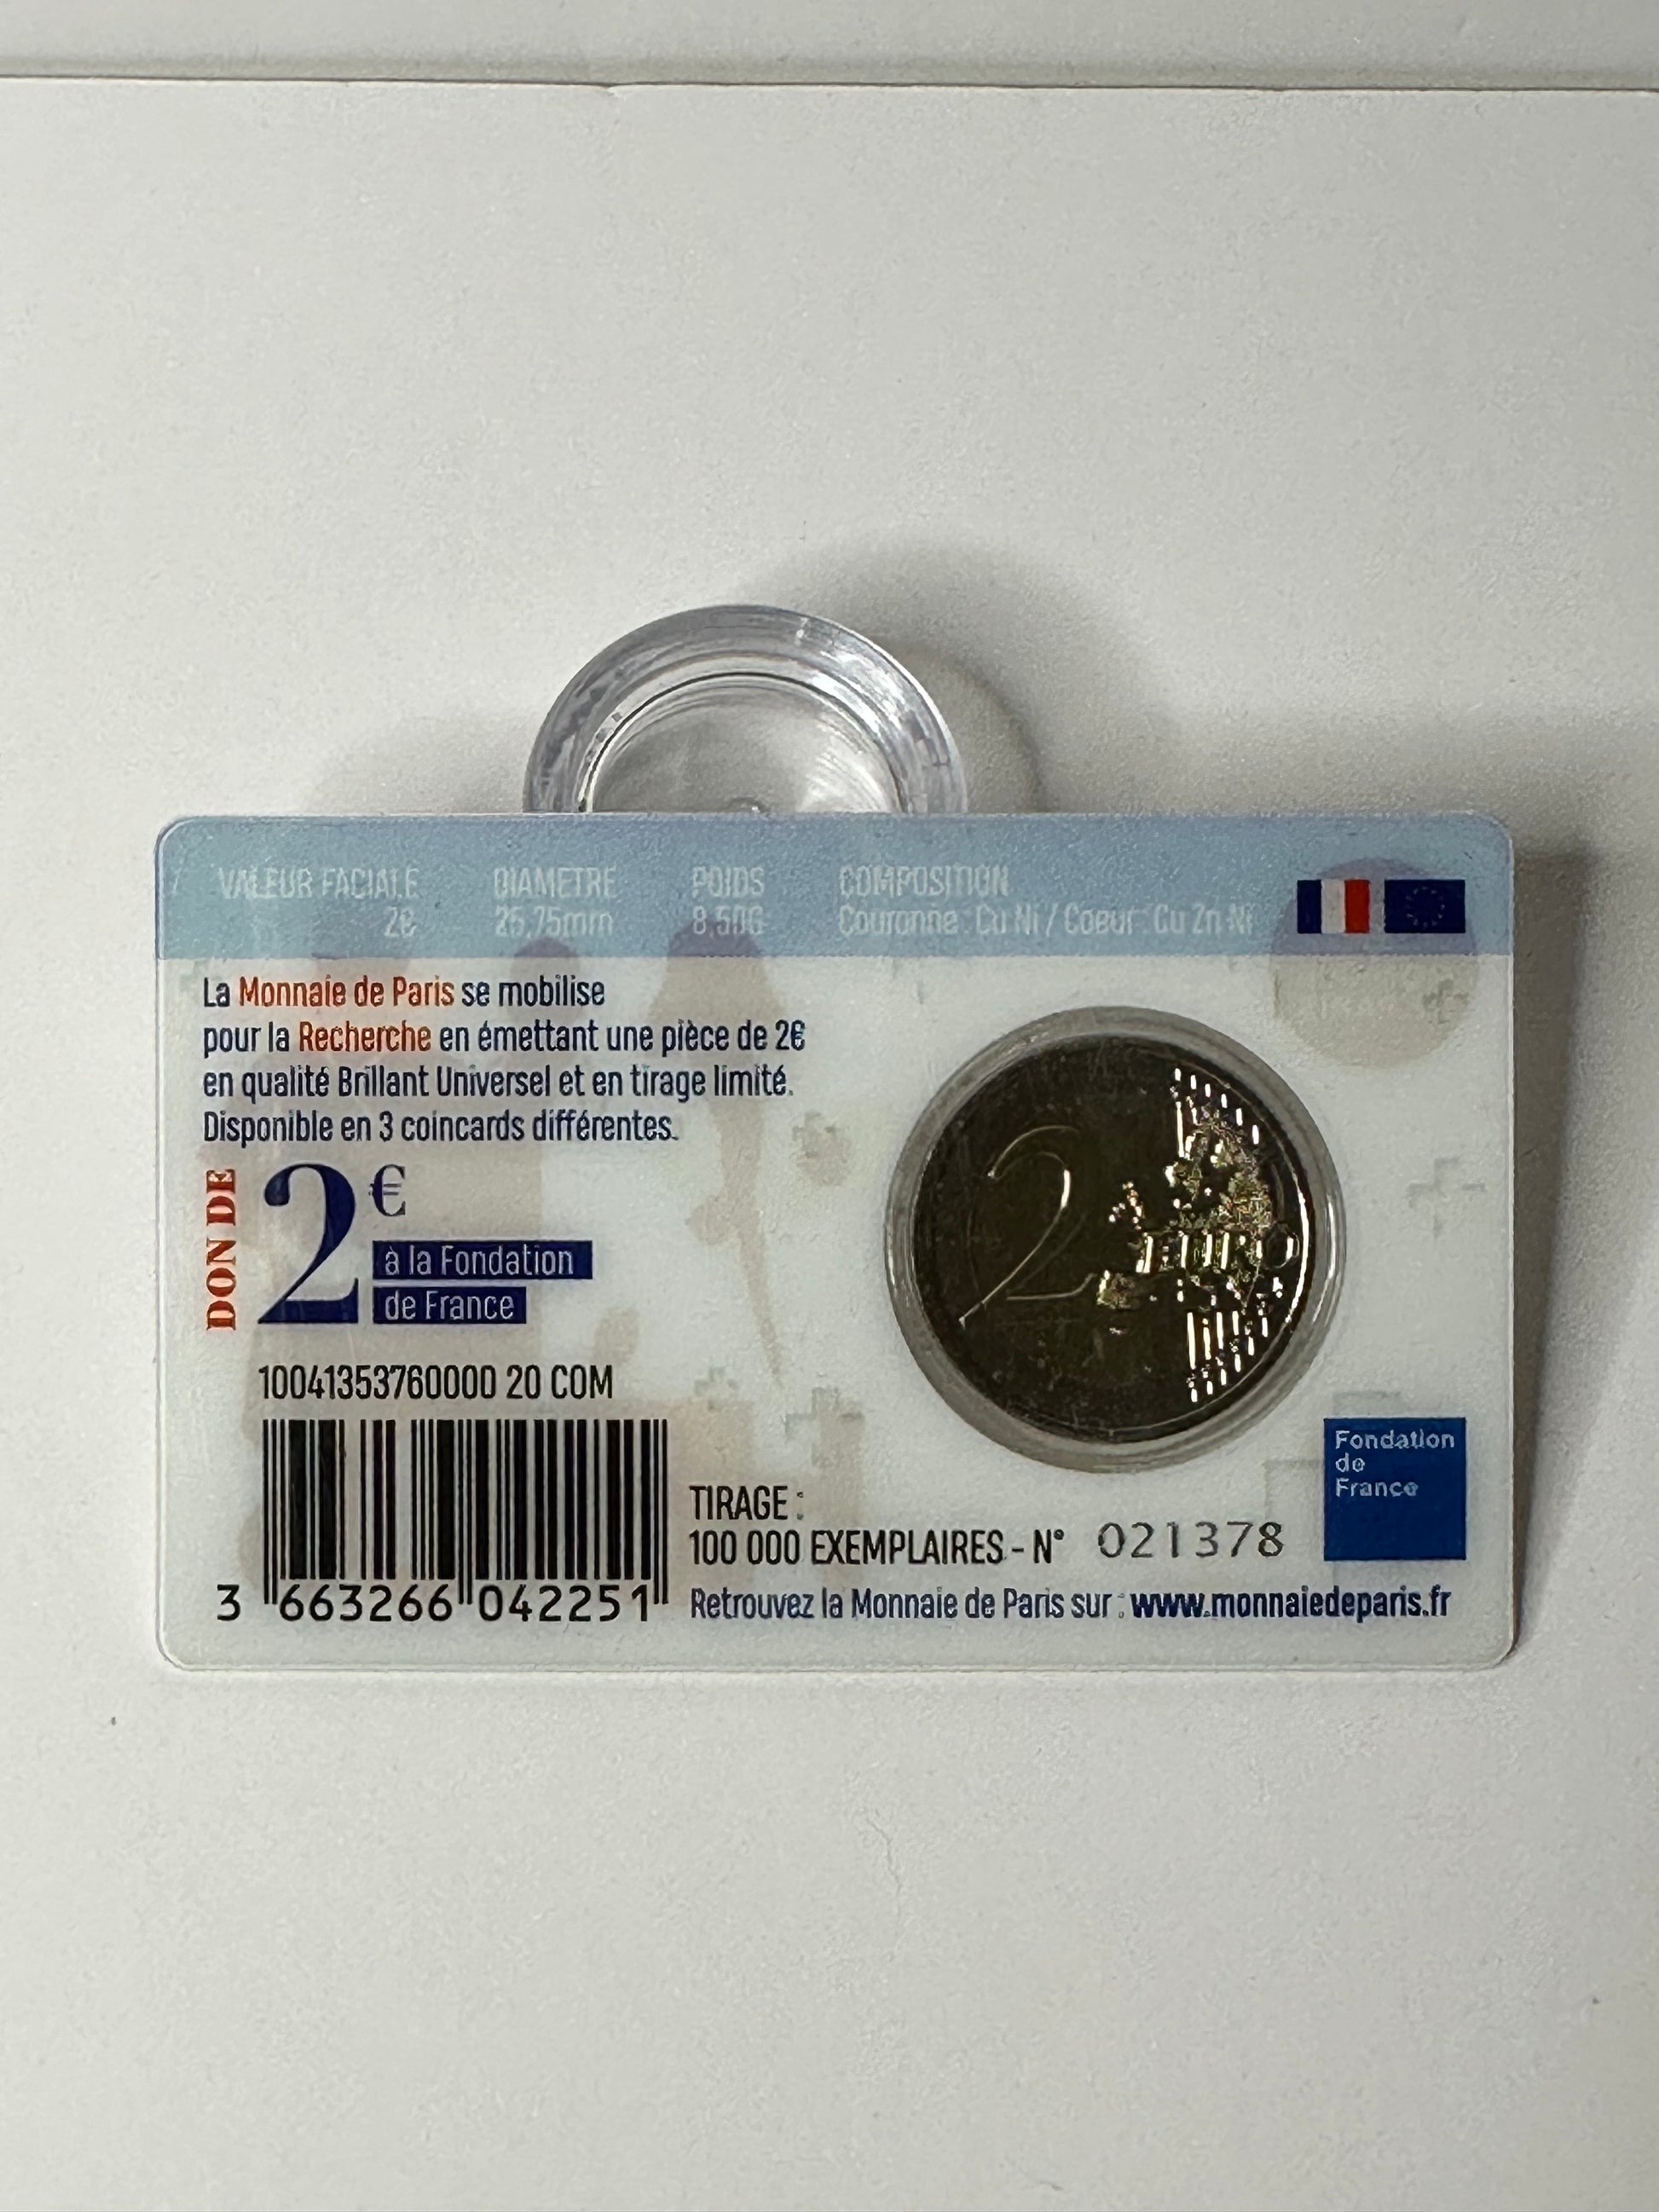 VALEUR FACIALE
2€
DIAMETRE
25,75mm
POIDS
8,50G
COMPOSITION
Couronne : Cu Ni / Coeur : Cu Zn Ni
La Monnaie de Paris se mobilise
pour la Recherche en émettant une pièce de 2€
en qualité Brillant Universel et en tirage limité.
Disponible en 3 coincards différentes.
DON DE
2€
à la Fondation
de France
2 EURO
10041353760000 20 COM
3 663266 042251
TIRAGE :
100 000 EXEMPLAIRES - N° 021378
Retrouvez la Monnaie de Paris sur : www.monnaiedeparis.fr
Fondation
de
France